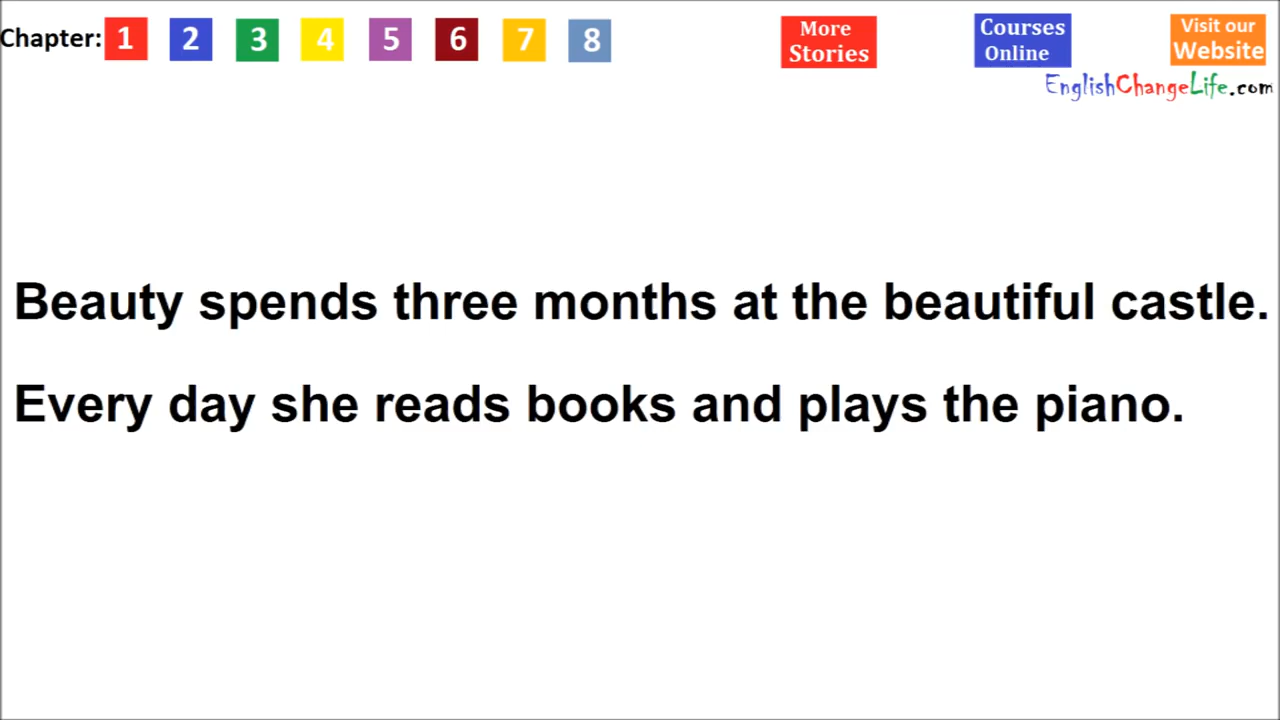 Chapter: 1 2 3 4 5 6 7 8
More
Stories
Courses
Online
Visit our
Website
EnglishChangeLife.com
Beauty spends three months at the beautiful castle.
Every day she reads books and plays the piano.